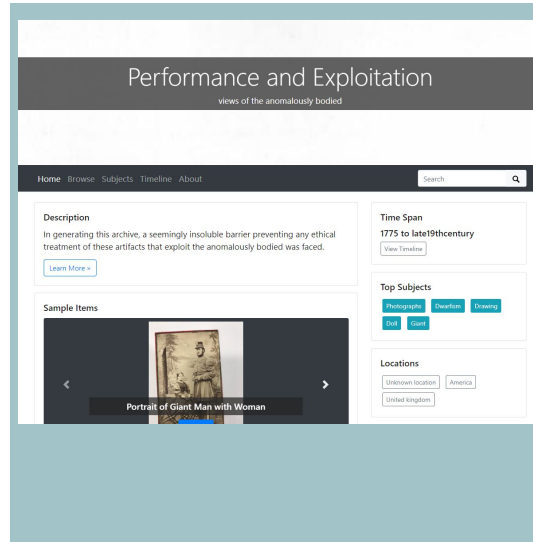 Performance and Exploitation
views of the anomalously bodied
Home Browse Subjects Timeline About
Search
Description
In generating this archive, a seemingly insoluble barrier preventing any ethical
treatment of these artifacts that exploit the anomalously bodied was faced.
Learn More »
Sample Items
Portrait of Giant Man with Woman
Time Span
1775 to late19thcentury
View Timeline
Top Subjects
Photographs Dwarfism Drawing
Doll Giant
Locations
Unknown location America
United kingdom